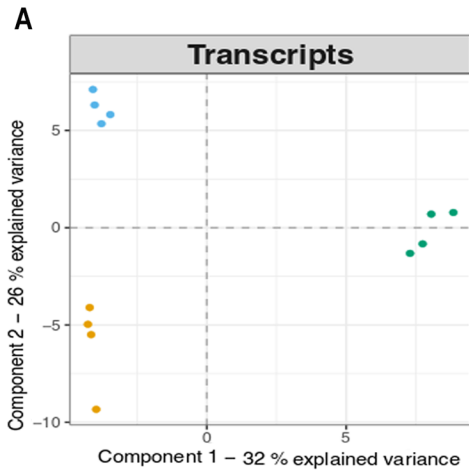 A
Transcripts
Component 2 – 26 % explained variance
5
0
−5
−10
0
5
Component 1 – 32 % explained variance